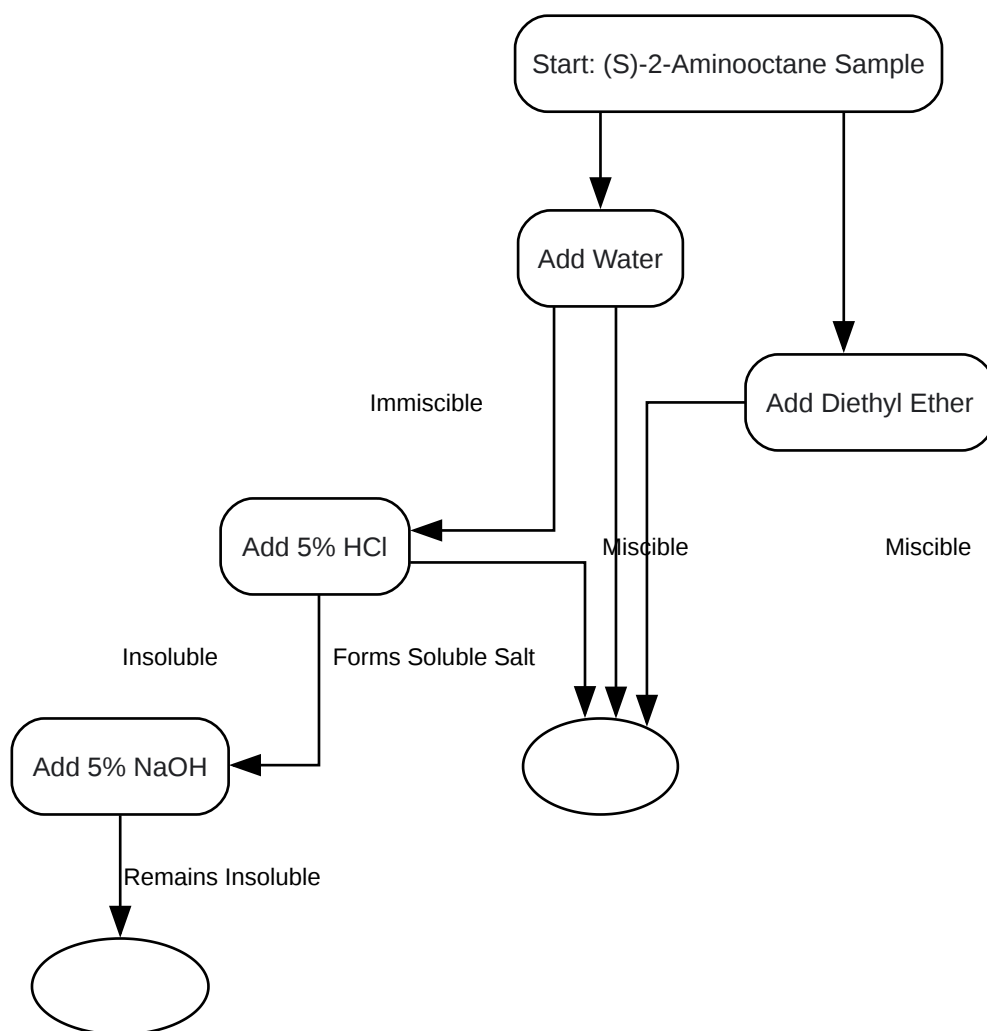 Start: (S)-2-Aminooctane Sample
Add Water
Immiscible
Add Diethyl Ether
Add 5% HCl
Miscible
Miscible
Insoluble
Forms Soluble Salt
Add 5% NaOH
Remains Insoluble